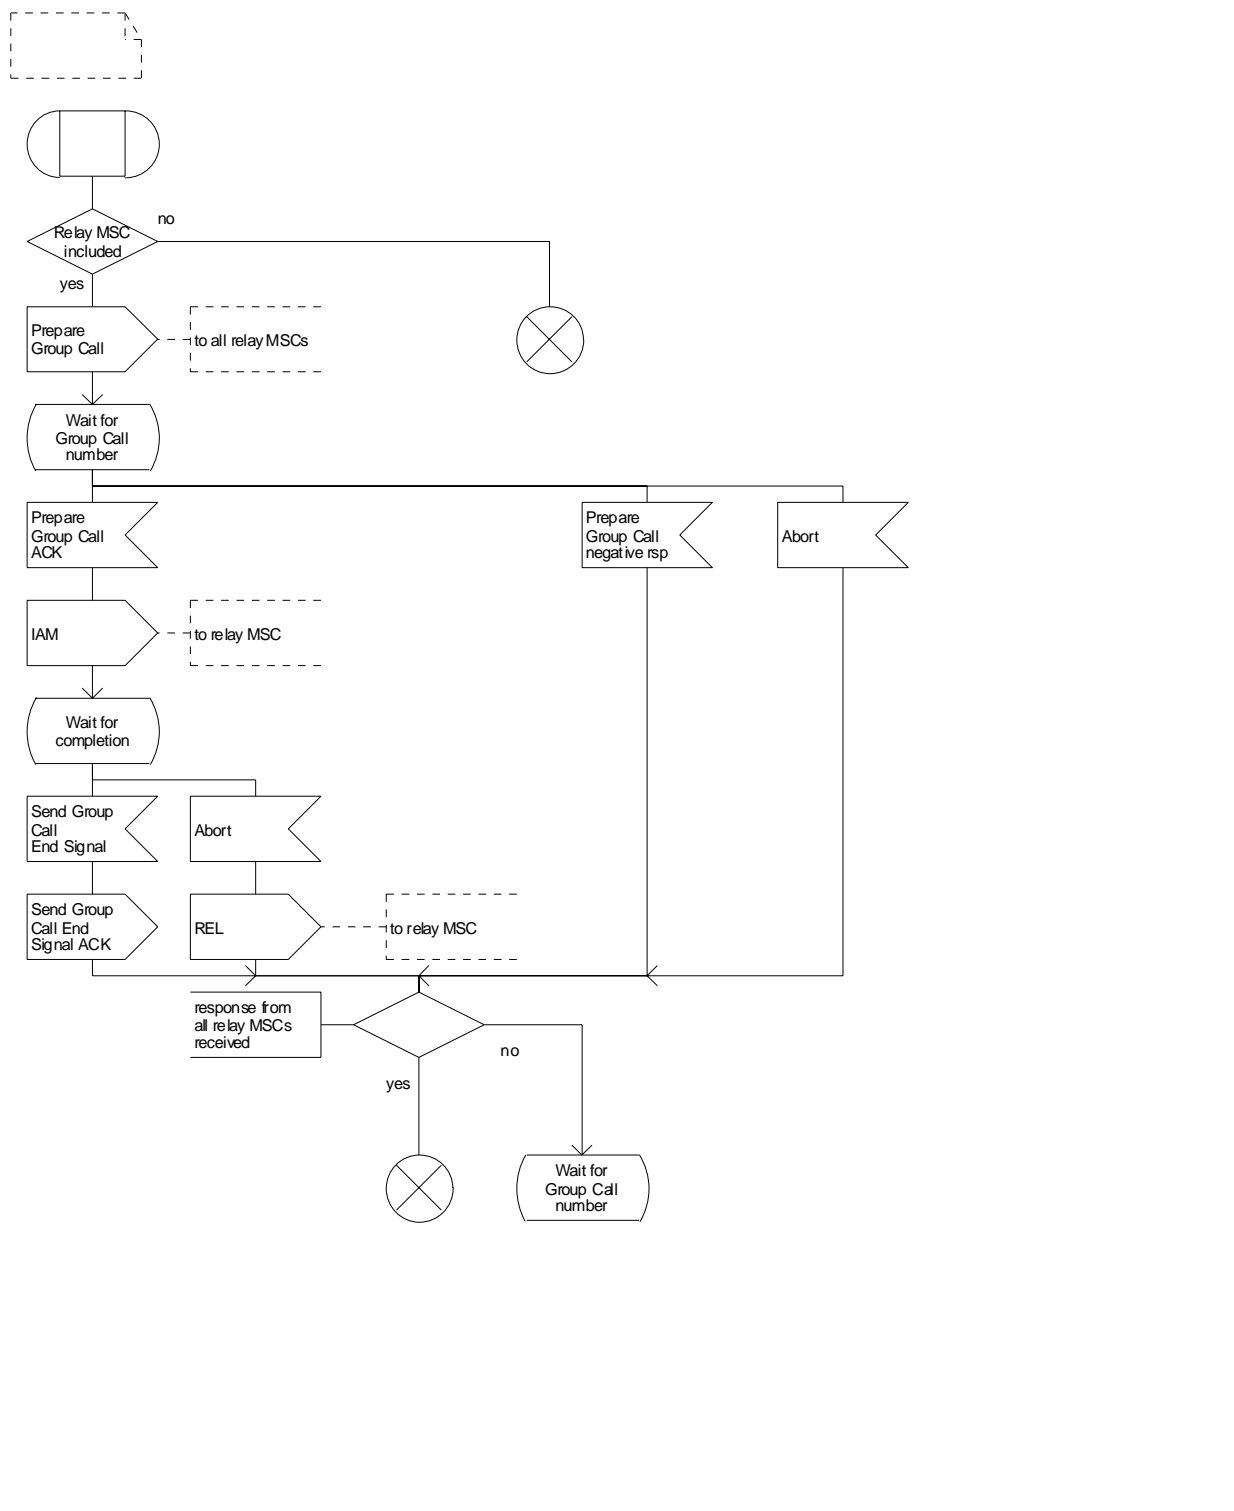 no
Relay MSC
included
yes
Prepare
Group Call
to all relay MSCs
Wait for
Group Call
number
Prepare
Group Call
ACK
Prepare
Group Call
negative rsp
Abort
IAM
to relay MSC
Wait for
completion
Send Group
Call
End Signal
Abort
Send Group
Call End
Signal ACK
REL
to relay MSC
response from
all relay MSCs
received
no
yes
Wait for
Group Call
number